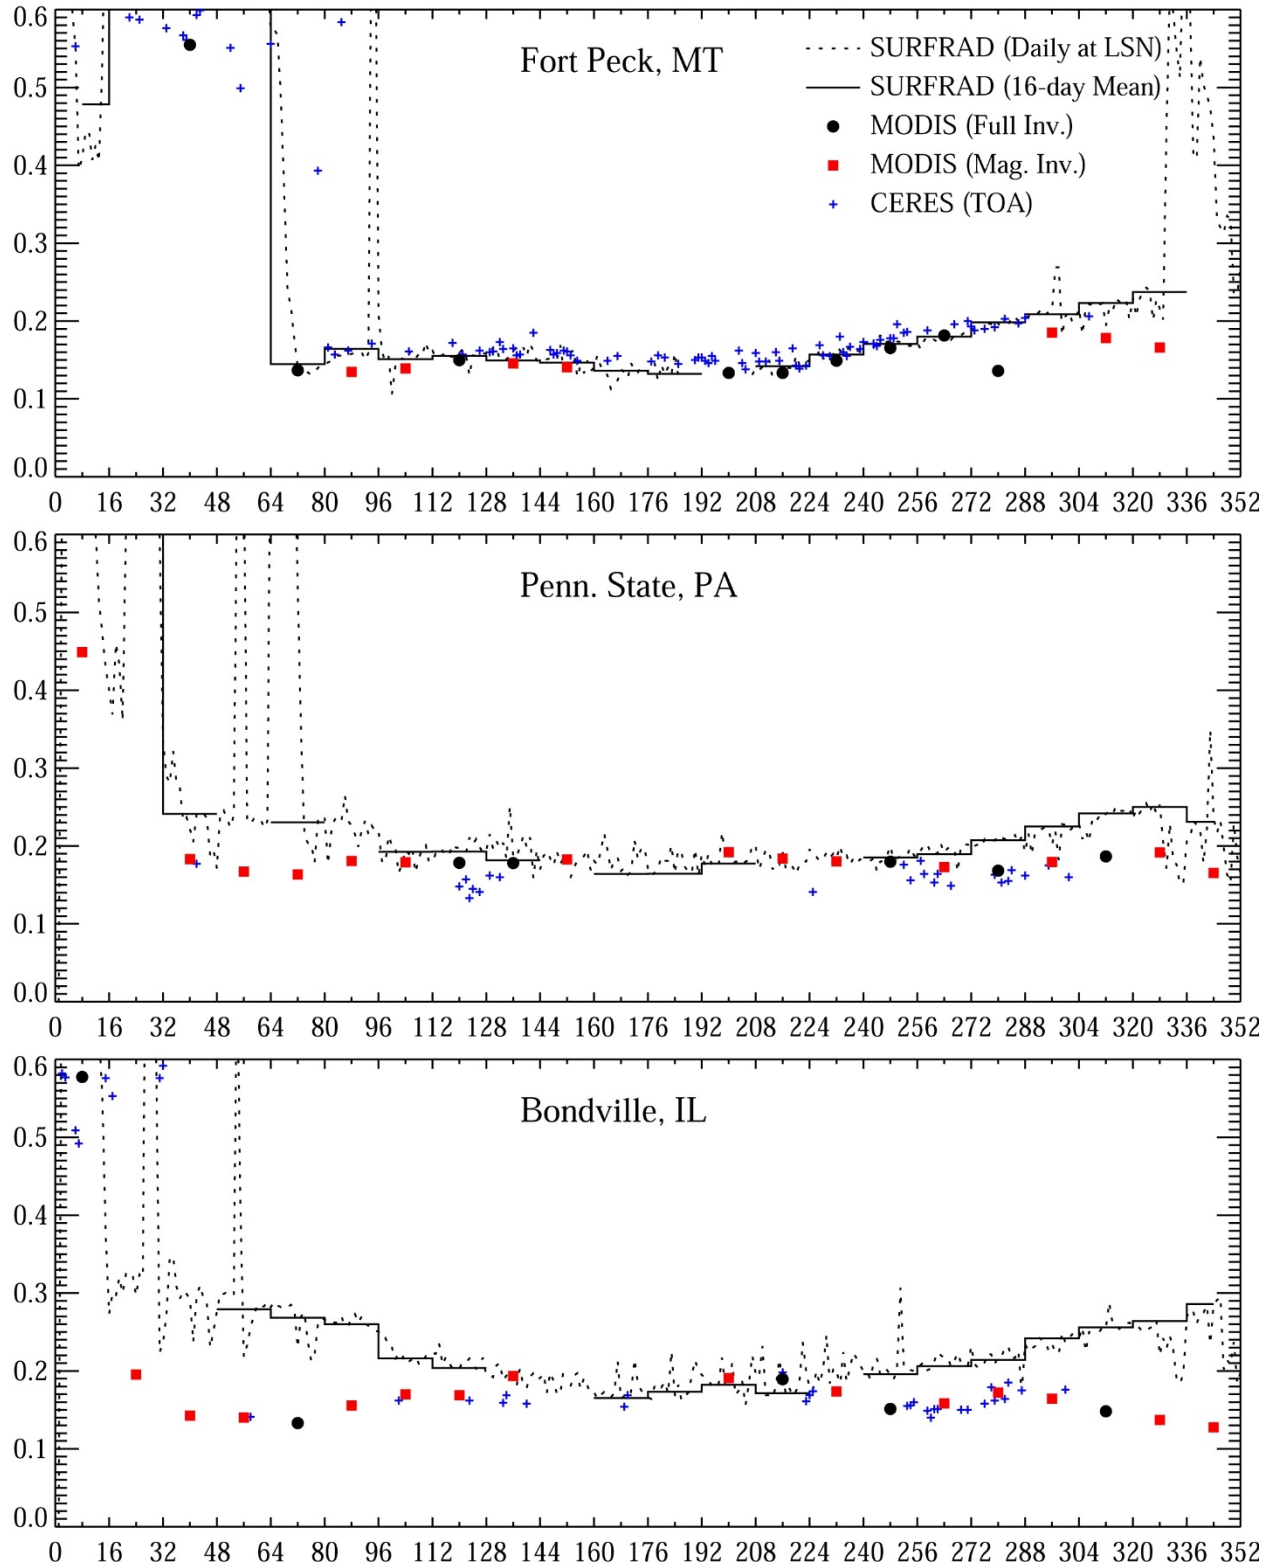 0.6
0.5
0.4
0.3
0.2
0.1
0.0
Fort Peck, MT
SURFRAD (Daily at LSN)
SURFRAD (16-day Mean)
MODIS (Full Inv.)
MODIS (Mag. Inv.)
CERES (TOA)
0 16 32 48 64 80 96 112 128 144 160 176 192 208 224 240 256 272 288 304 320 336 352
0.6
0.5
0.4
0.3
0.2
0.1
0.0
Penn. State, PA
0 16 32 48 64 80 96 112 128 144 160 176 192 208 224 240 256 272 288 304 320 336 352
0.6
0.5
0.4
0.3
0.2
0.1
0.0
Bondville, IL
0 16 32 48 64 80 96 112 128 144 160 176 192 208 224 240 256 272 288 304 320 336 352